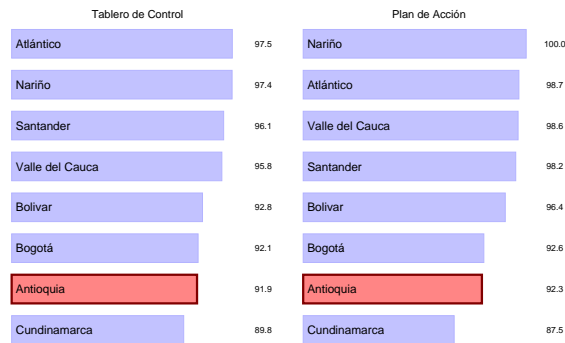 Tablero de Control
Atlántico 97.5
Nariño 97.4
Santander 96.1
Valle del Cauca 95.8
Bolivar 92.8
Bogotá 92.1
Antioquia 91.9
Cundinamarca 89.8
Plan de Acción
Nariño 100.0
Atlántico 98.7
Valle del Cauca 98.6
Santander 98.2
Bolivar 96.4
Bogotá 92.6
Antioquia 92.3
Cundinamarca 87.5